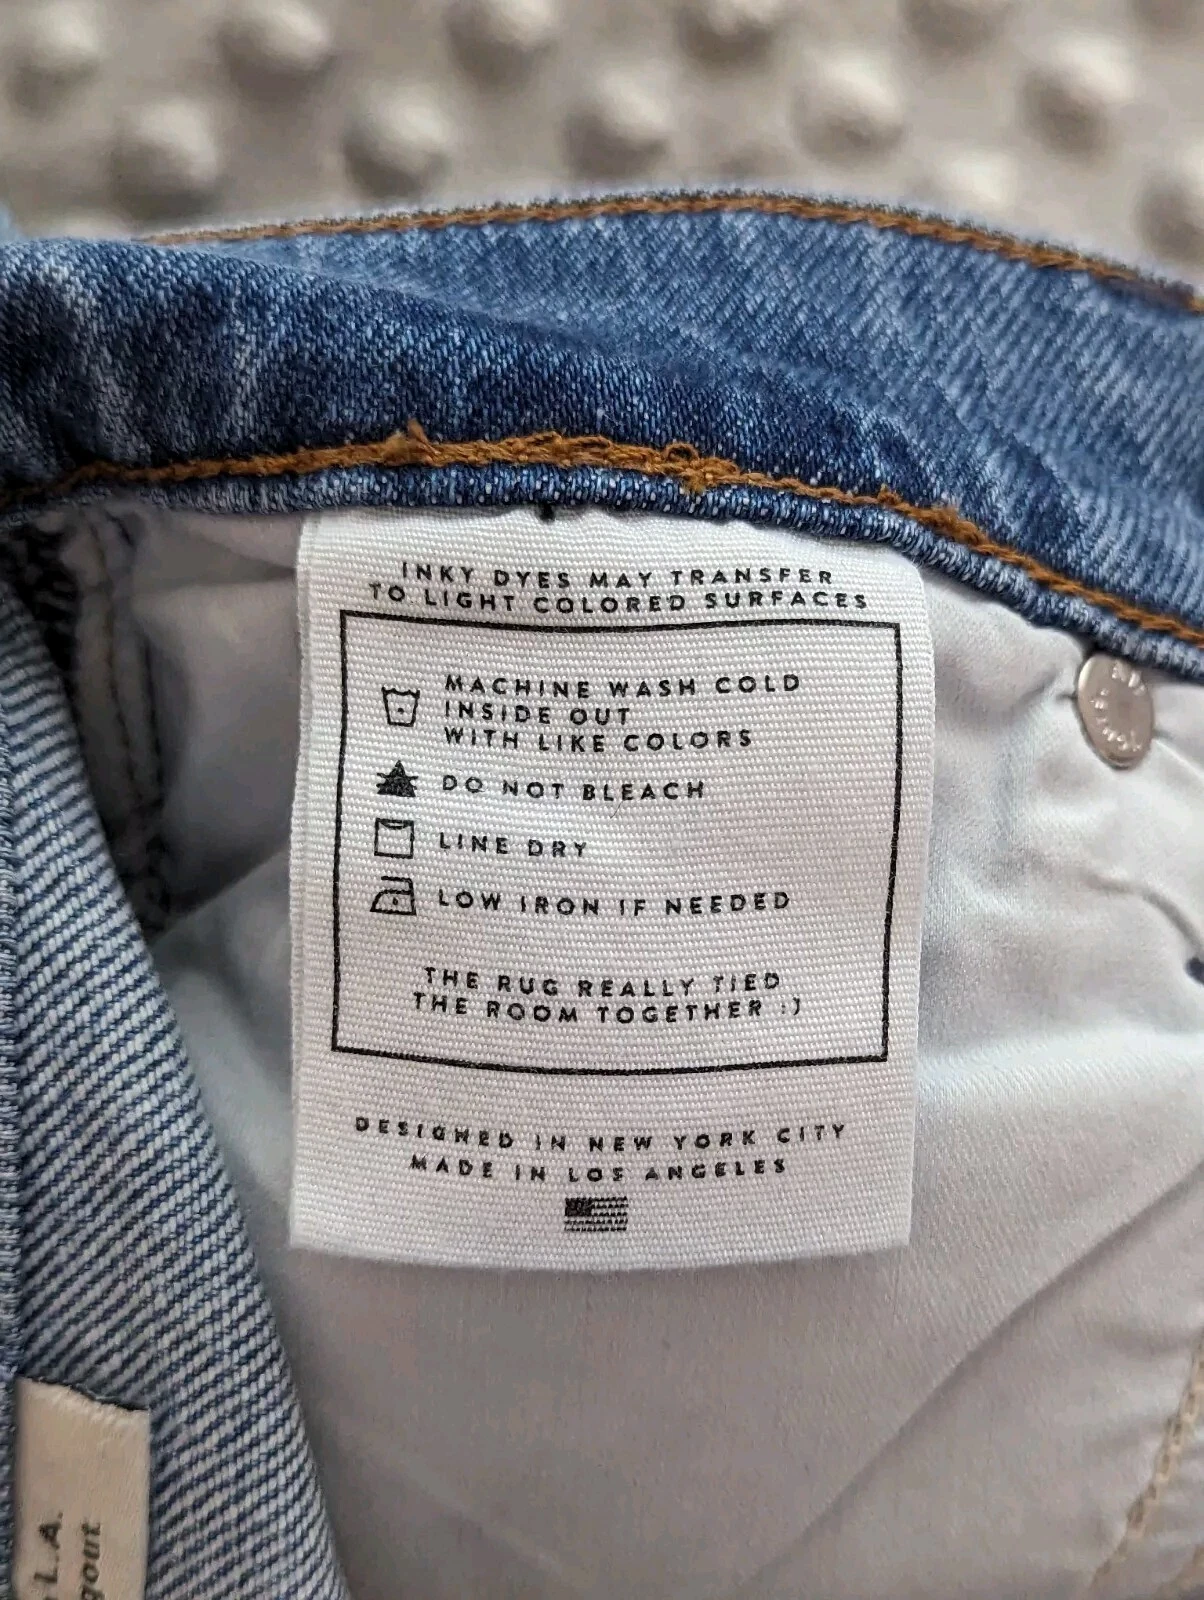 INKY DYES MAY TRANSFER
TO LIGHT COLORED SURFACES
MACHINE WASH COLD
INSIDE OUT
WITH LIKE COLORS
DO NOT BLEACH
LINE DRY
LOW IRON IF NEEDED
THE RUG REALLY TIED
THE ROOM TOGETHER :)
DESIGNED IN NEW YORK CITY
MADE IN LOS ANGELES
L.A.